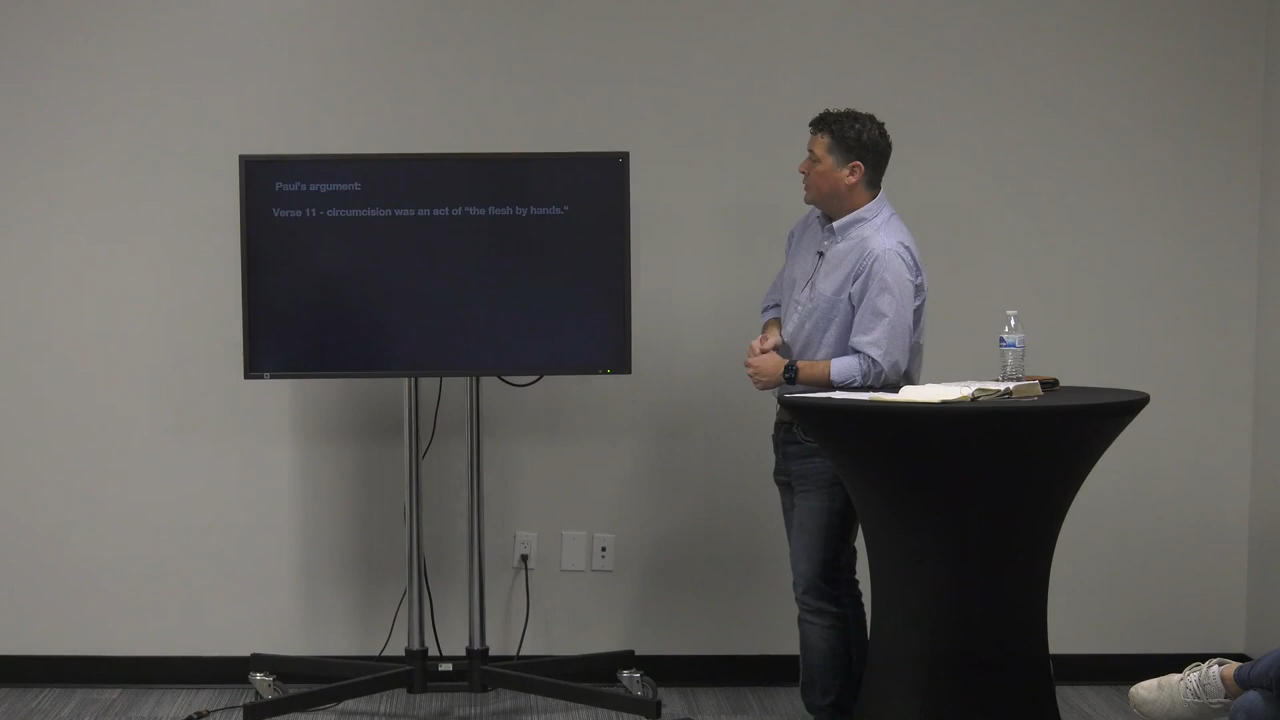 Paul's argument:
Verse 11 - circumcision was an act of "the flesh by hands."